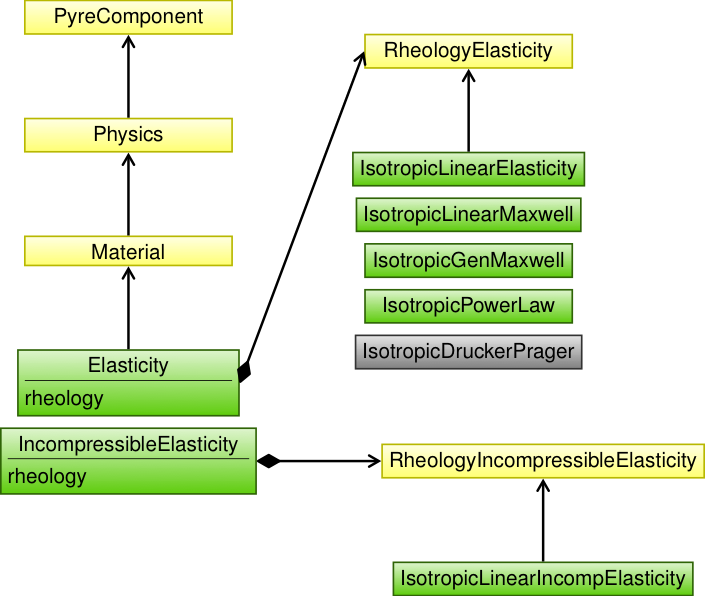 PyreComponent
Physics
Material
Elasticity
rheology
IncompressibleElasticity
rheology
RheologyElasticity
IsotropicLinearElasticity
IsotropicLinearMaxwell
IsotropicGenMaxwell
IsotropicPowerLaw
IsotropicDruckerPrager
RheologyIncompressibleElasticity
IsotropicLinearIncompElasticity